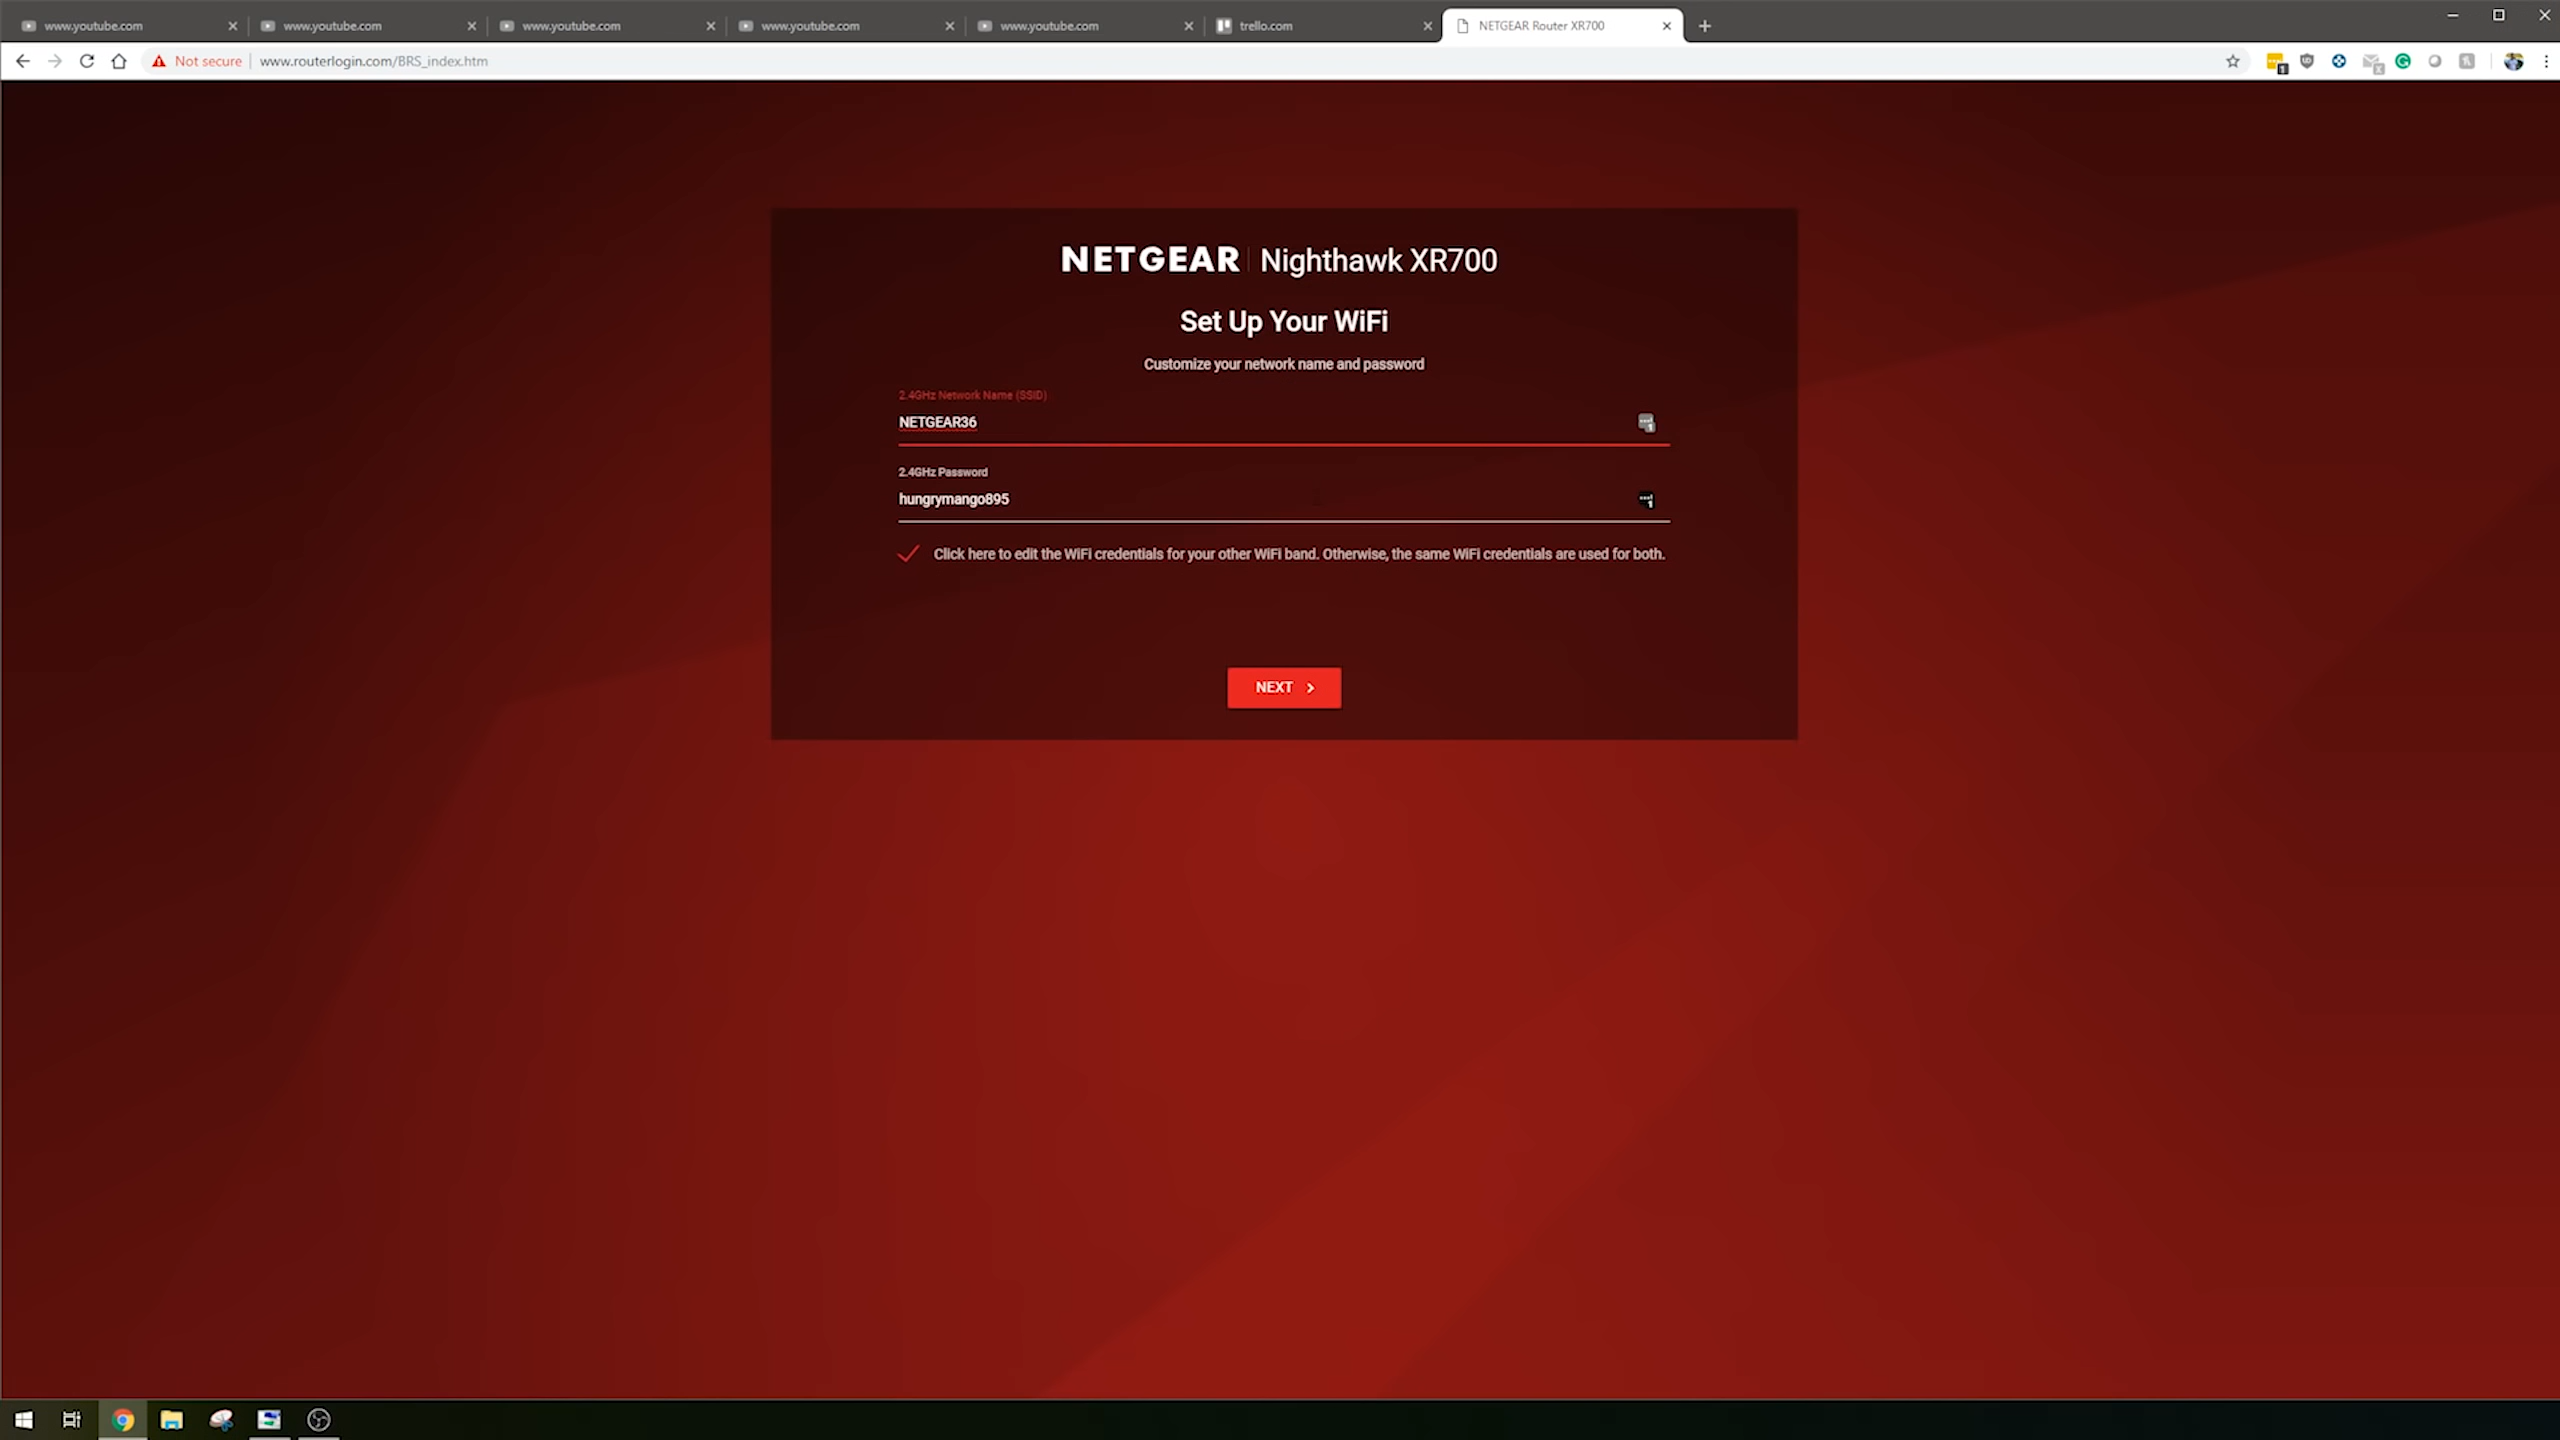 www.youtube.com
www.youtube.com
www.youtube.com
www.youtube.com
www.youtube.com
trello.com
NETGEAR Router XR700
Not secure
www.routerlogin.com/BRS_index.htm
NETGEAR Nighthawk XR700
Set Up Your WiFi
Customize your network name and password
2.4GHz Network Name (SSID)
NETGEAR36
2.4GHz Password
hungrymango895
Click here to edit the WiFi credentials for your other WiFi band. Otherwise, the same WiFi credentials are used for both.
NEXT